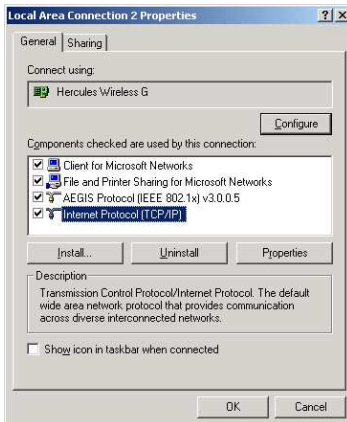 Local Area Connection 2 Properties
General
Sharing
Connect using:
Hercules Wireless G
Configure
Components checked are used by this connection:
Client for Microsoft Networks
File and Printer Sharing for Microsoft Networks
AEGIS Protocol (IEEE 802.1x) v3.0.0.5
Internet Protocol (TCP/IP)
Install...
Uninstall
Properties
Description
Transmission Control Protocol/Internet Protocol. The default
wide area network protocol that provides communication
across diverse interconnected networks.
Show icon in taskbar when connected
OK
Cancel